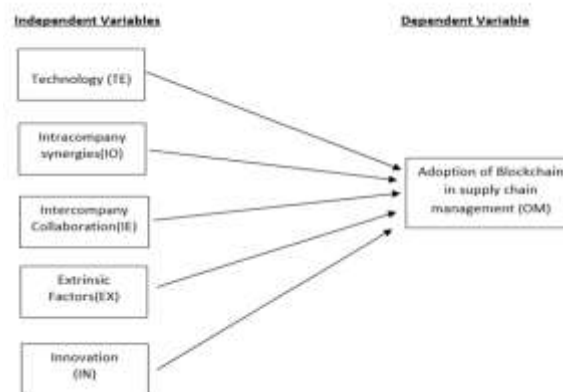 Independent Variables
Dependent Variable
Technology (TE)
Intracompany
synergies(IO)
Intercompany
Collaboration(IE)
Extrinsic
Factors(EX)
Innovation
(IN)
Adoption of Blockchain
in supply chain
management (OM)